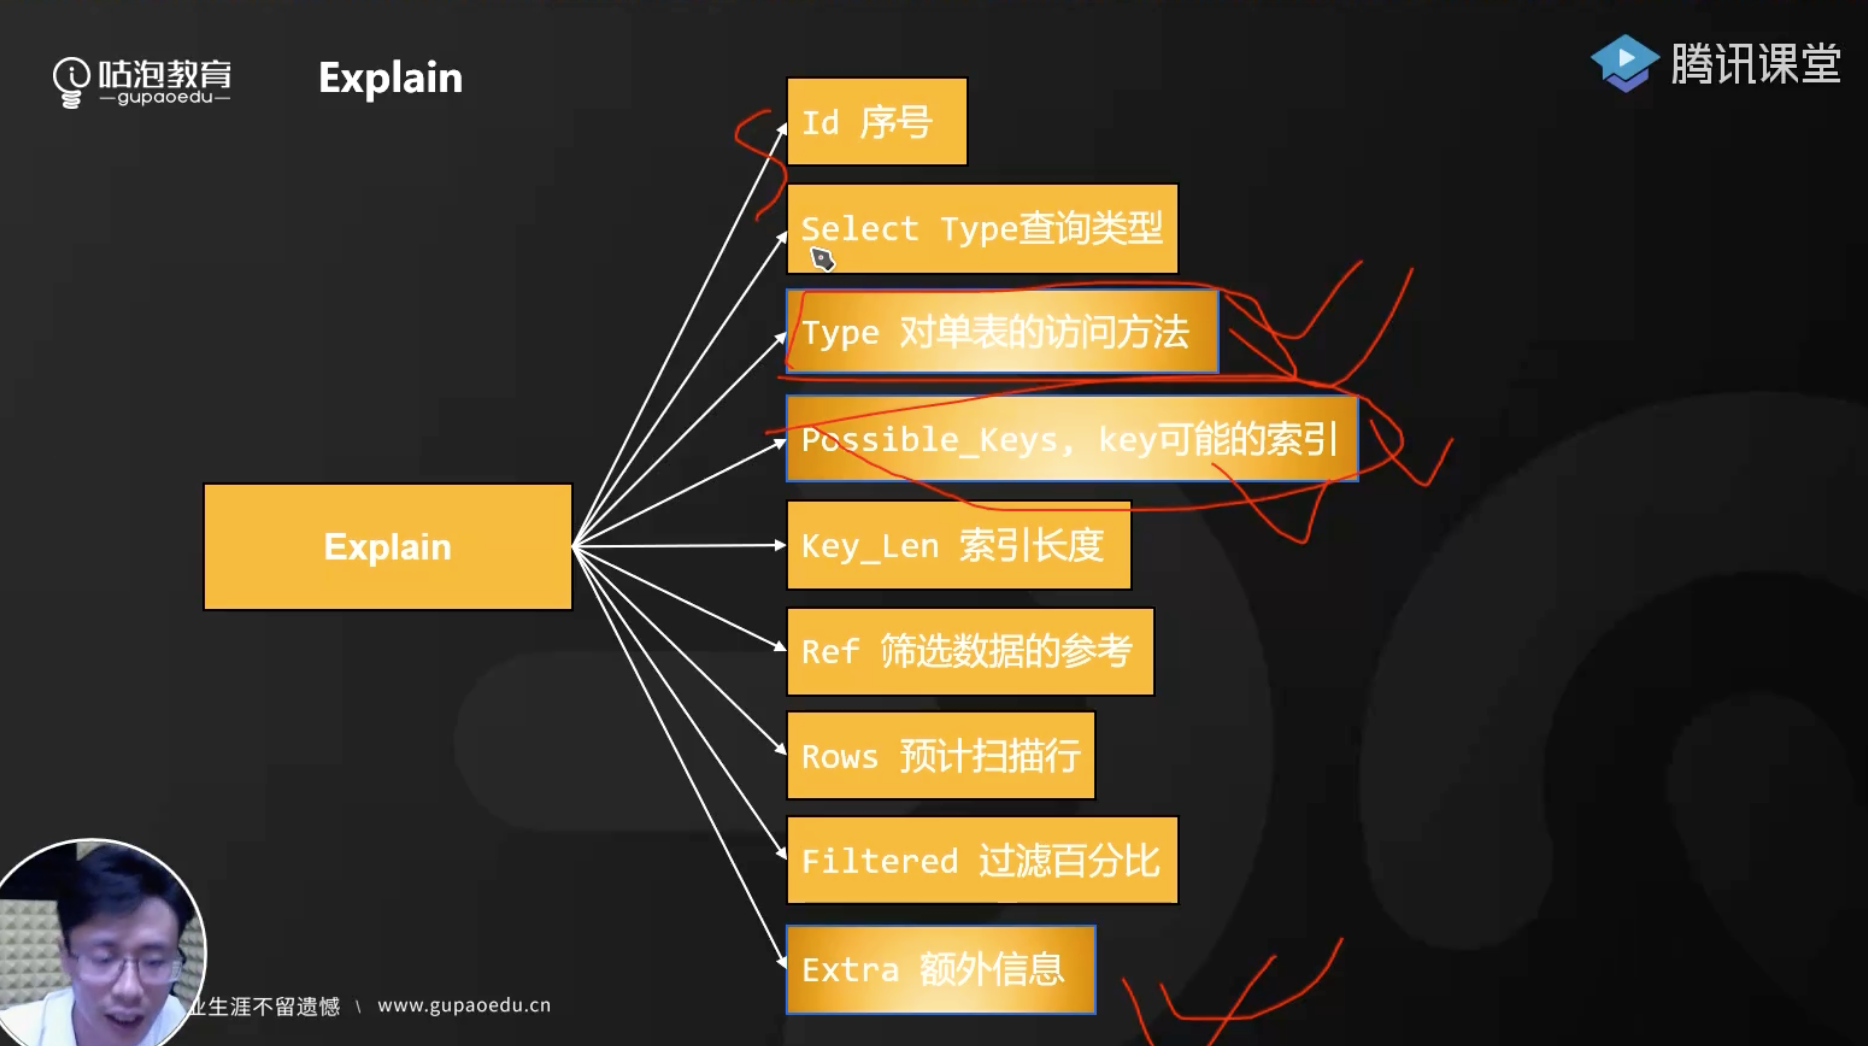 咕泡教育
gupaoedu
Explain
腾讯课堂
Id 序号
Select Type查询类型
Type 对单表的访问方法
Possible_Keys, key可能的索引
Explain
Key_Len 索引长度
Ref 筛选数据的参考
Rows 预计扫描行
Filtered 过滤百分比
Extra 额外信息
业生涯不留遗憾 \ www.gupaoedu.cn